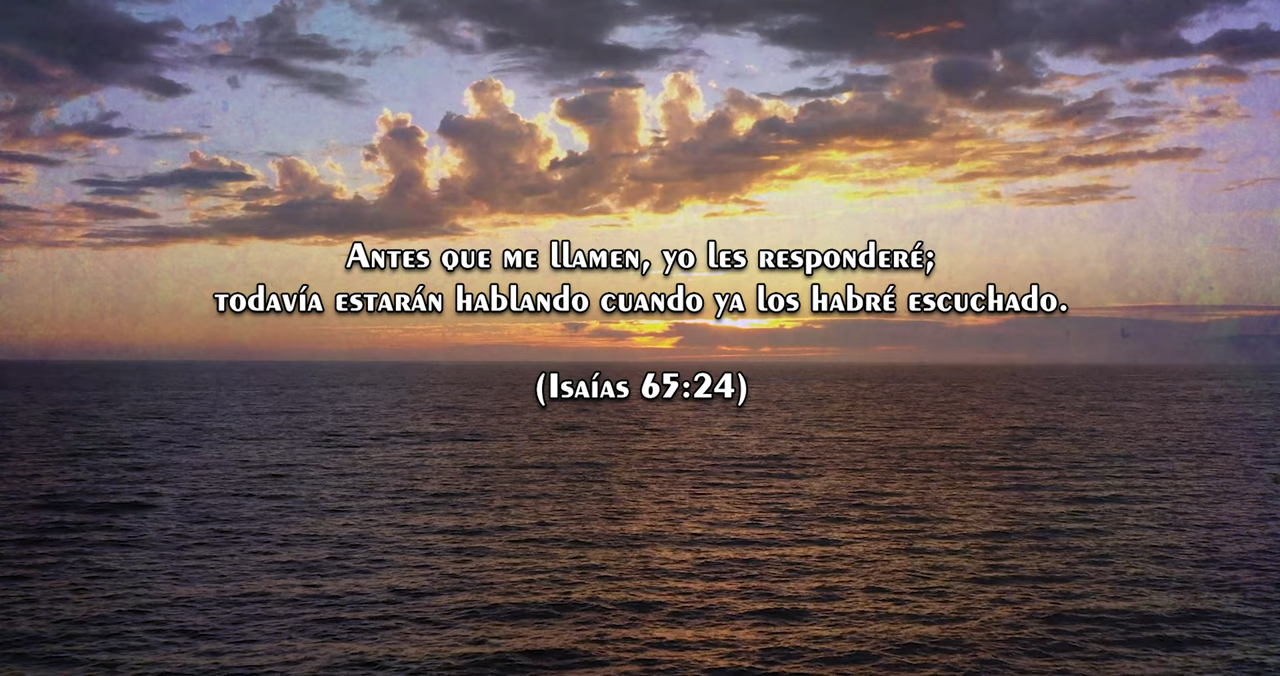 Antes que me llamen, yo les responderé;
todavía estarán hablando cuando ya los habré escuchado.
(Isaías 65:24)